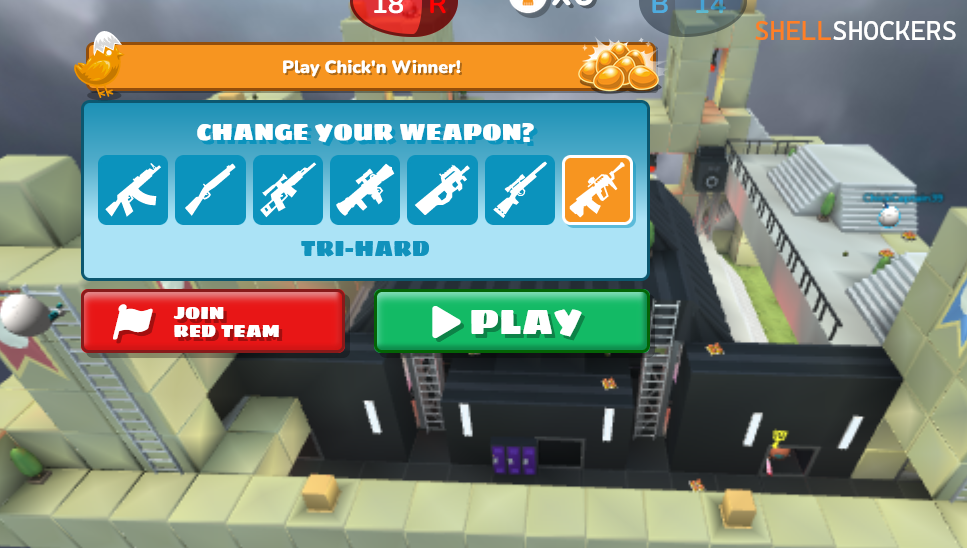 18 R
B 14
SHELLSHOCKERS
Play Chick'n Winner!
CHANGE YOUR WEAPON?
TRI-HARD
JOIN
RED TEAM
PLAY